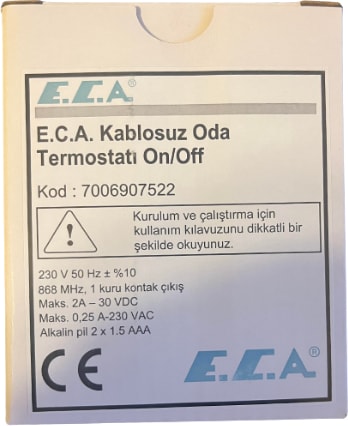 E.C.A.®
E.C.A. Kablosuz Oda
Termostatı On/Off
Kod : 7006907522
Kurulum ve çalıştırma için
kullanım kılavuzunu dikkatli bir
şekilde okuyunuz.
230 V 50 Hz ± %10
868 MHz, 1 kuru kontak çıkış
Maks. 2A – 30 VDC
Maks. 0,25 A-230 VAC
Alkalin pil 2 x 1.5 AAA
CE
E.C.A.®